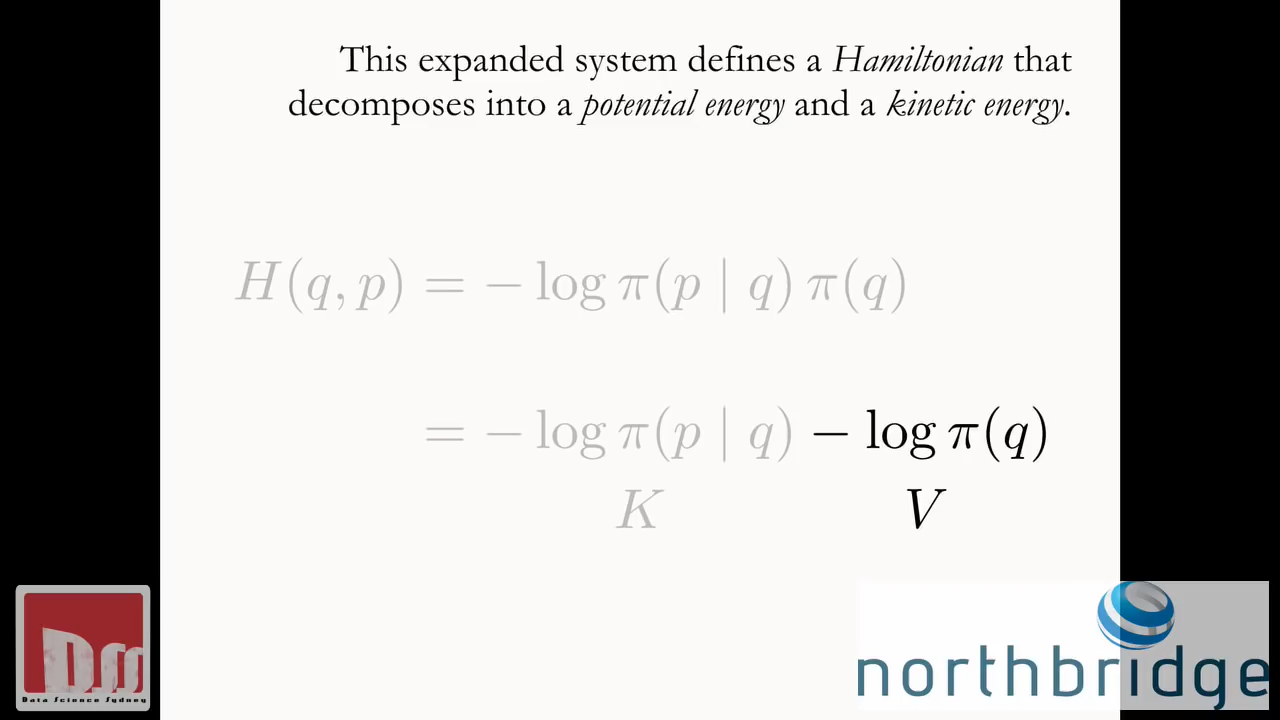 This expanded system defines a Hamiltonian that
decomposes into a potential energy and a kinetic energy.
H(q, p) = − log π(p | q) π(q)
= − log π(p | q) − log π(q)
K V
DSS
Data Science Sydney
northbridge